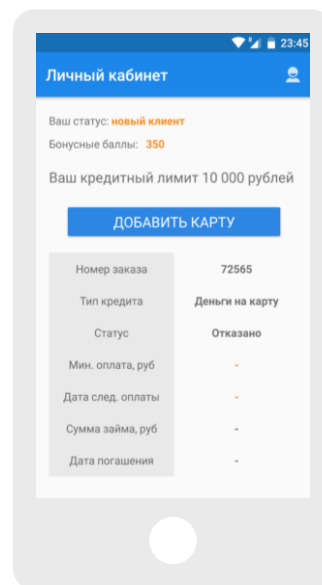 23:45
Личный кабинет
Ваш статус: новый клиент
Бонусные баллы: 350
Ваш кредитный лимит 10 000 рублей
ДОБАВИТЬ КАРТУ
Номер заказа 72565
Тип кредита Деньги на карту
Статус Отказано
Мин. оплата, руб -
Дата след. оплаты -
Сумма займа, руб -
Дата погашения -